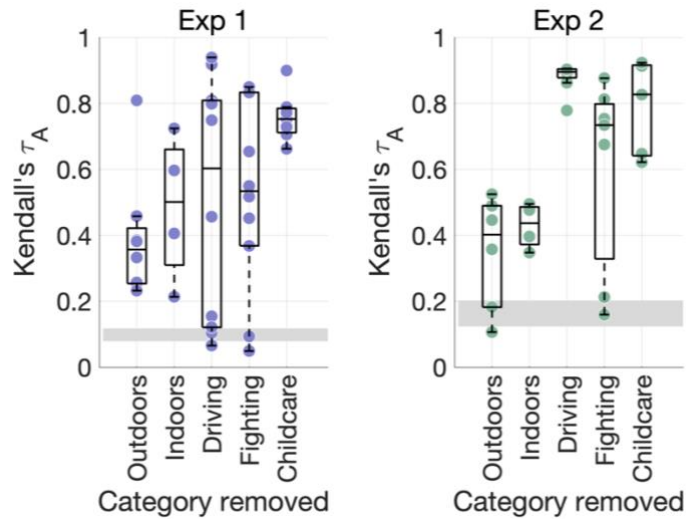 Exp 1
Kendall's τA
1
0.8
0.6
0.4
0.2
0
Outdoors
Indoors
Driving
Fighting
Childcare
Category removed
Exp 2
Kendall's τA
1
0.8
0.6
0.4
0.2
0
Outdoors
Indoors
Driving
Fighting
Childcare
Category removed